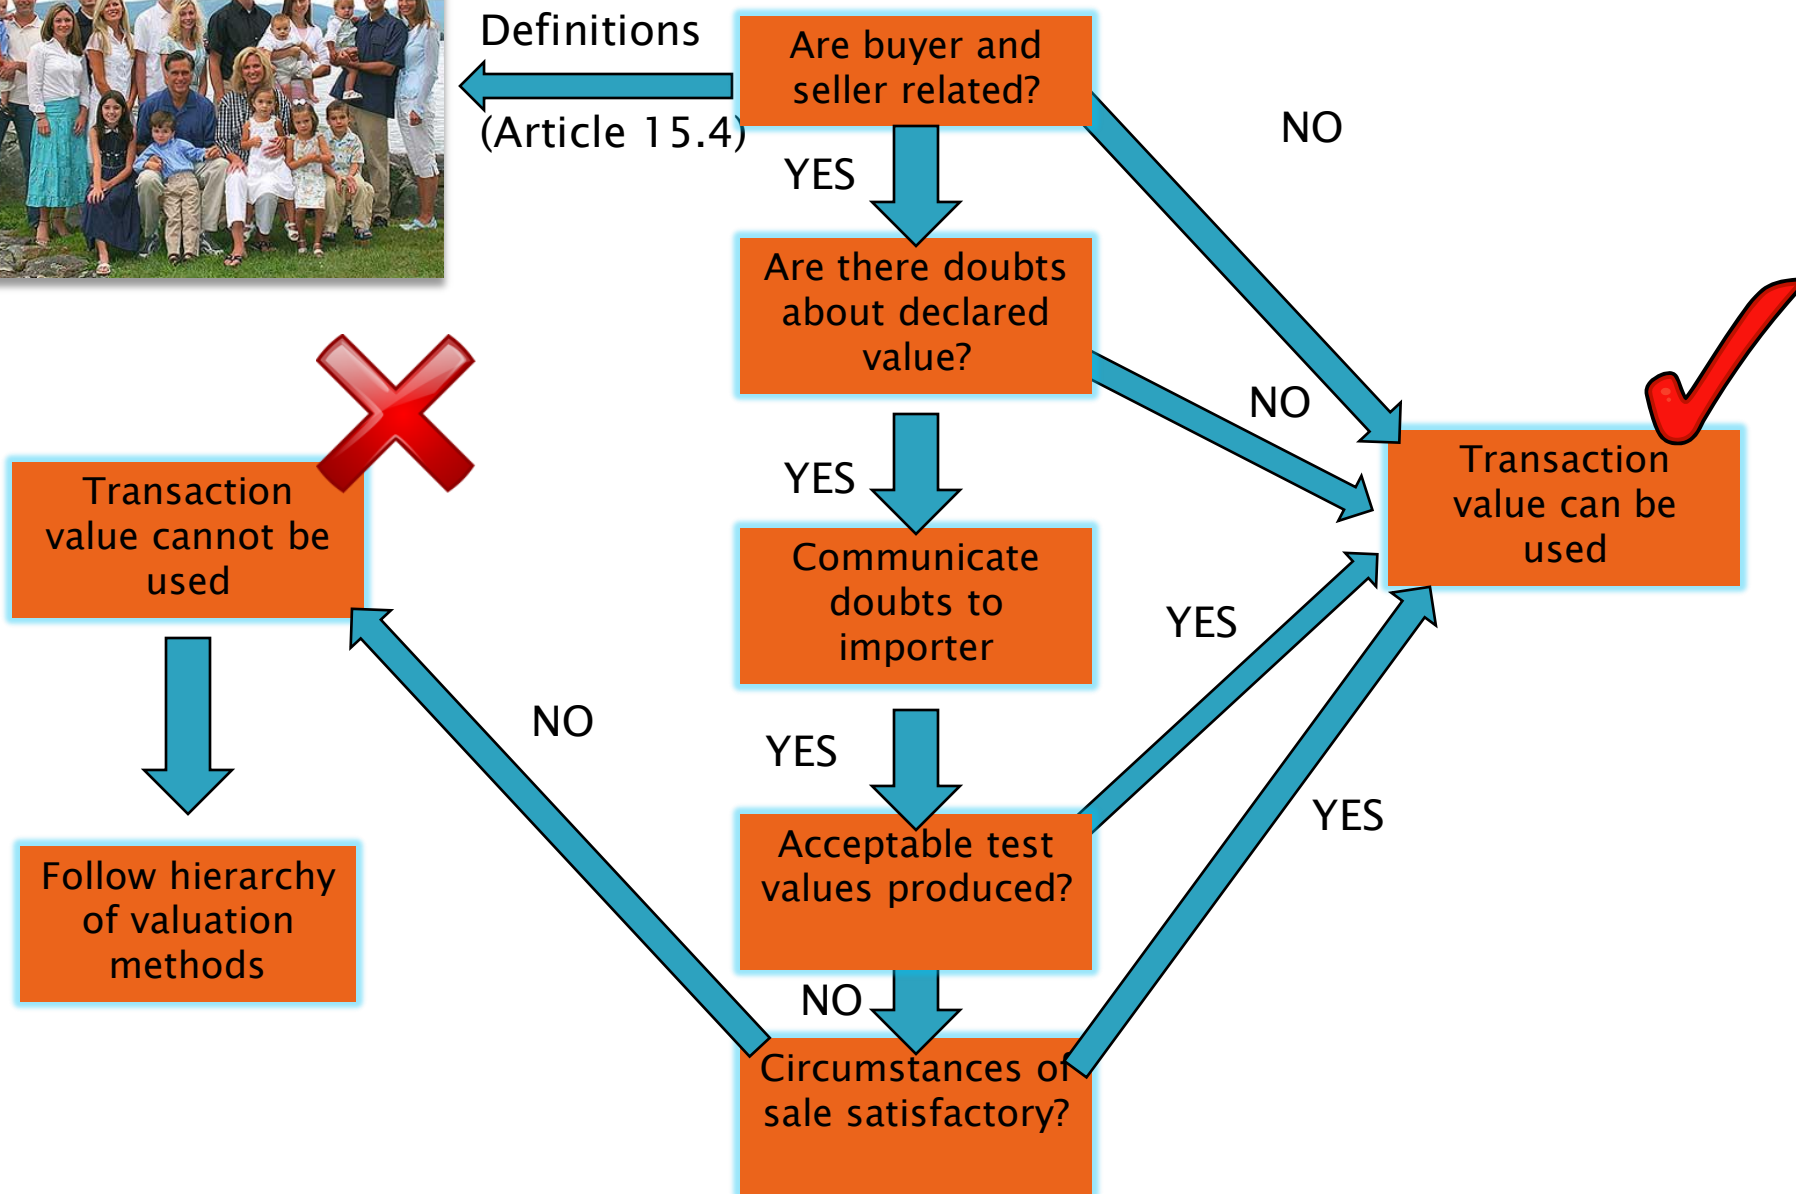 Definitions
(Article 15.4)
Are buyer and
seller related?
NO
YES
Are there doubts
about declared
value?
NO
YES
Transaction
value can be
used
Transaction
value cannot be
used
Communicate
doubts to
importer
YES
NO
YES
YES
Acceptable test
values produced?
Follow hierarchy
of valuation
methods
NO
Circumstances of
sale satisfactory?